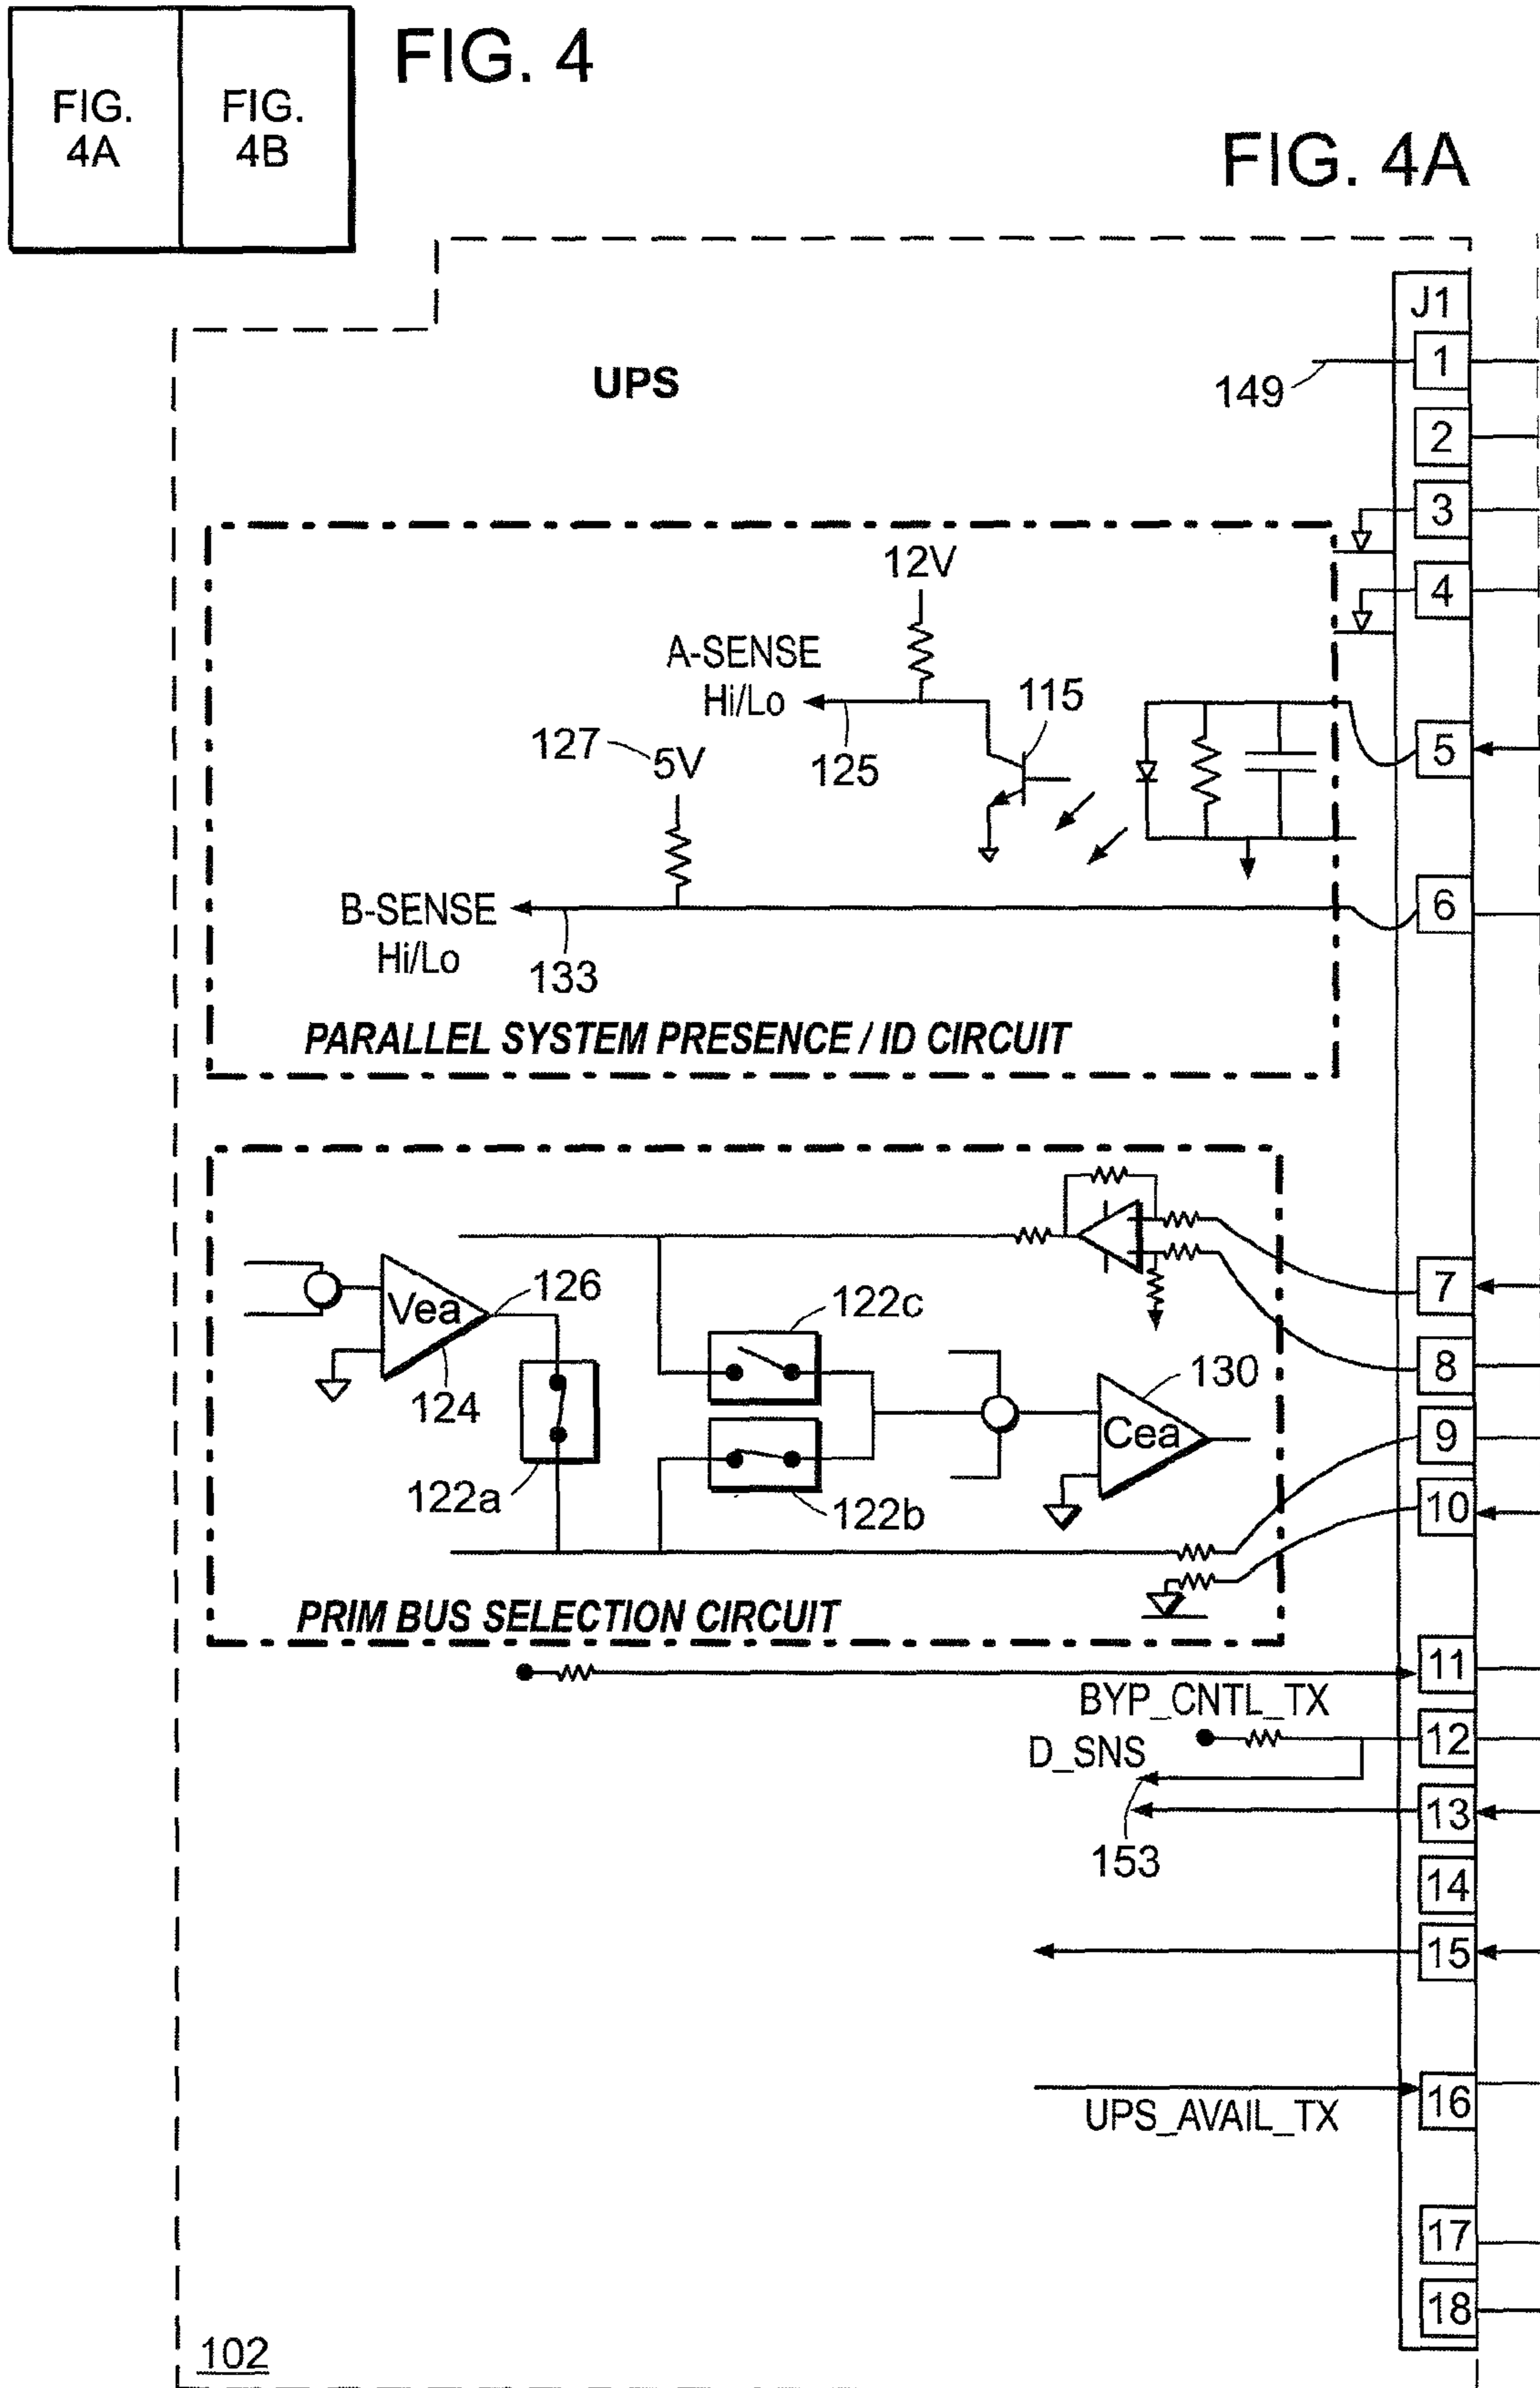 FIG. 4
FIG.
4A
FIG.
4B
FIG. 4A
J1
UPS
149
1
2
3
4
12V
A-SENSE
Hi/Lo
125
115
127
5V
5
B-SENSE
Hi/Lo
133
6
PARALLEL SYSTEM PRESENCE / ID CIRCUIT
Vea
126
124
122a
122c
122b
130
Cea
7
8
9
10
PRIM BUS SELECTION CIRCUIT
11
BYP_CNTL_TX
D_SNS
12
153
13
14
15
UPS_AVAIL_TX
16
17
18
102